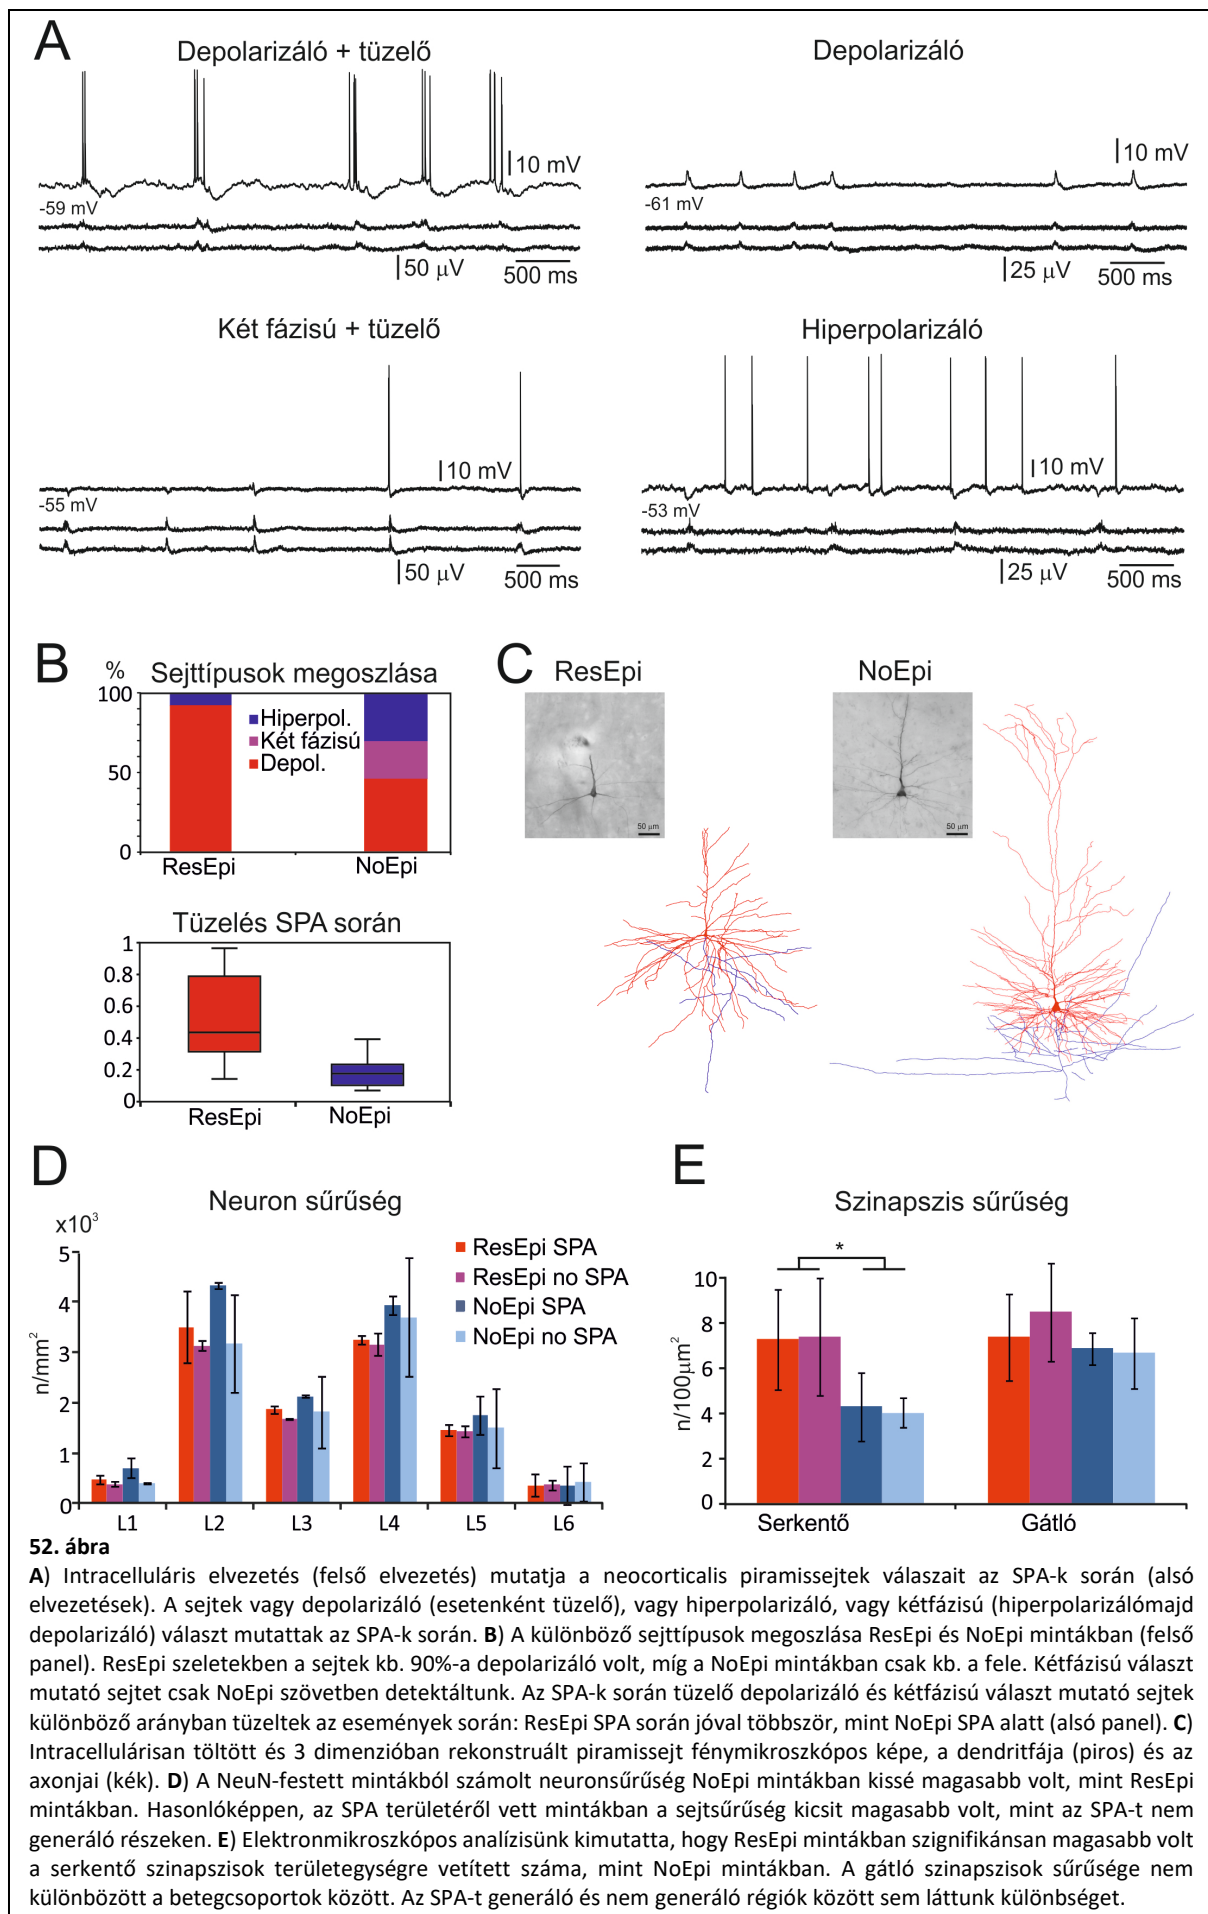 A
Depolarizáló + tüzelő
10 mV
-59 mV
50 µV
500 ms
Depolarizáló
10 mV
-61 mV
25 µV
500 ms
Két fázisú + tüzelő
10 mV
-55 mV
50 µV
500 ms
Hiperpolarizáló
10 mV
-53 mV
25 µV
500 ms
B
% Sejttípusok megoszlása
100
50
0
Hiperpol.
Két fázisú
Depol.
ResEpi
NoEpi
Tüzelés SPA során
1
0.8
0.6
0.4
0.2
0
ResEpi
NoEpi
C
ResEpi
NoEpi
50 µm
50 µm
D
Neuron sűrűség
x10³
n/mm²
5
4
3
2
1
0
ResEpi SPA
ResEpi no SPA
NoEpi SPA
NoEpi no SPA
L1 L2 L3 L4 L5 L6
E
Szinapszis sűrűség
*
n/100µm²
10
8
6
4
2
0
Serkentő
Gátló
52. ábra
A) Intracelluláris elvezetés (felső elvezetés) mutatja a neocorticalis piramissejtek válaszait az SPA-k során (alsó
elvezetések). A sejtek vagy depolarizáló (esetenként tüzelő), vagy hiperpolarizáló, vagy kétfázisú (hiperpolarizálómajd
depolarizáló) választ mutattak az SPA-k során. B) A különböző sejttípusok megoszlása ResEpi és NoEpi mintákban (felső
panel). ResEpi szeletekben a sejtek kb. 90%-a depolarizáló volt, míg a NoEpi mintákban csak kb. a fele. Kétfázisú választ
mutató sejtet csak NoEpi szövetben detektáltunk. Az SPA-k során tüzelő depolarizáló és kétfázisú választ mutató sejtek
különböző arányban tüzeltek az események során: ResEpi SPA során jóval többször, mint NoEpi SPA alatt (alsó panel). C)
Intracellulárisan töltött és 3 dimenzióban rekonstruált piramissejt fénymikroszkópos képe, a dendritfája (piros) és az
axonjai (kék). D) A NeuN-festett mintákból számolt neuronsűrűség NoEpi mintákban kissé magasabb volt, mint ResEpi
mintákban. Hasonlóképpen, az SPA területéről vett mintákban a sejtsűrűség kicsit magasabb volt, mint az SPA-t nem
generáló részeken. E) Elektronmikroszkópos analízisünk kimutatta, hogy ResEpi mintákban szignifikánsan magasabb volt
a serkentő szinapszisok területegységre vetített száma, mint NoEpi mintákban. A gátló szinapszisok sűrűsége nem
különbözött a betegcsoportok között. Az SPA-t generáló és nem generáló régiók között sem láttunk különbséget.